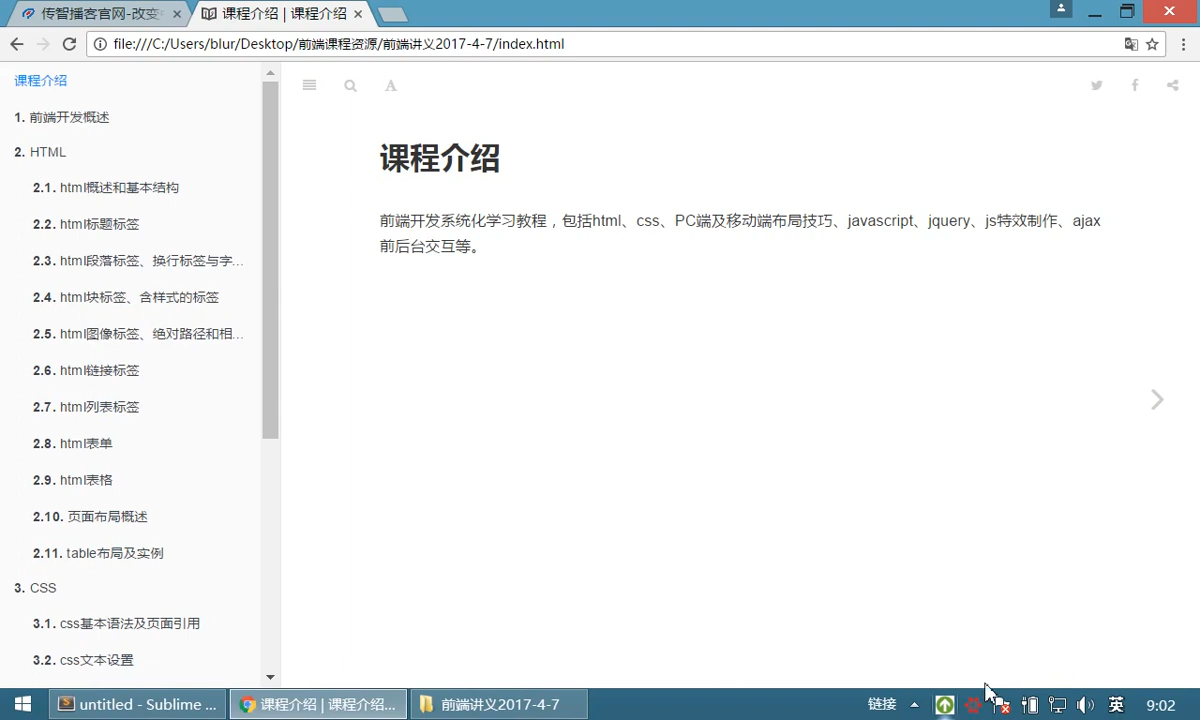 传智播客官网-改变
课程介绍 | 课程介绍
file:///C:/Users/blur/Desktop/前端课程资源/前端讲义2017-4-7/index.html
课程介绍
1. 前端开发概述
2. HTML
2.1. html概述和基本结构
2.2. html标题标签
2.3. html段落标签、换行标签与字...
2.4. html块标签、含样式的标签
2.5. html图像标签、绝对路径和相...
2.6. html链接标签
2.7. html列表标签
2.8. html表单
2.9. html表格
2.10. 页面布局概述
2.11. table布局及实例
3. CSS
3.1. css基本语法及页面引用
3.2. css文本设置
A
课程介绍
前端开发系统化学习教程，包括html、css、PC端及移动端布局技巧、javascript、jquery、js特效制作、ajax
前后台交互等。
untitled - Sublime ...
课程介绍 | 课程介绍...
前端讲义2017-4-7
链接
英
9:02